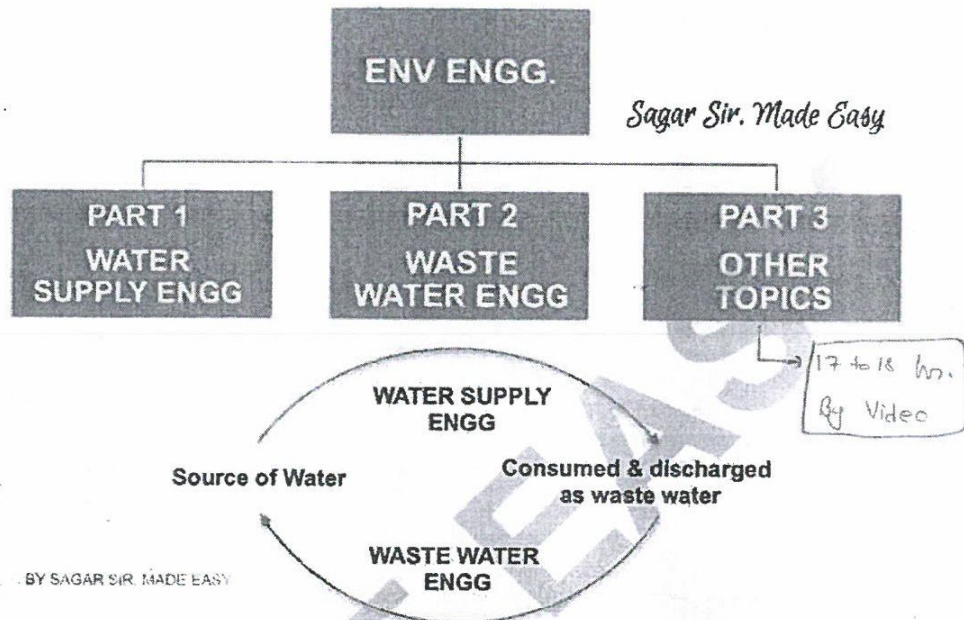 ENV ENGG.
Sagar Sir. Made Easy
PART 1
WATER
SUPPLY ENGG
PART 2
WASTE
WATER ENGG
PART 3
OTHER
TOPICS
17 to 18 hr.
By Video
WATER SUPPLY
ENGG
Source of Water
Consumed & discharged
as waste water
WASTE WATER
ENGG
BY SAGAR SIR. MADE EASY